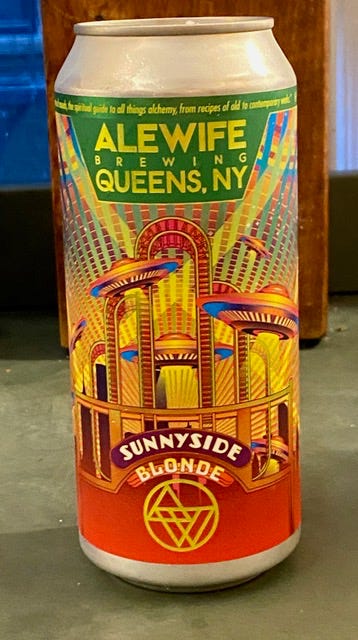 the spiritual guide to all things alchemy, from recipes of old to contemporary works."
ALEWIFE
BREWING
QUEENS, NY
SUNNYSIDE
BLONDE